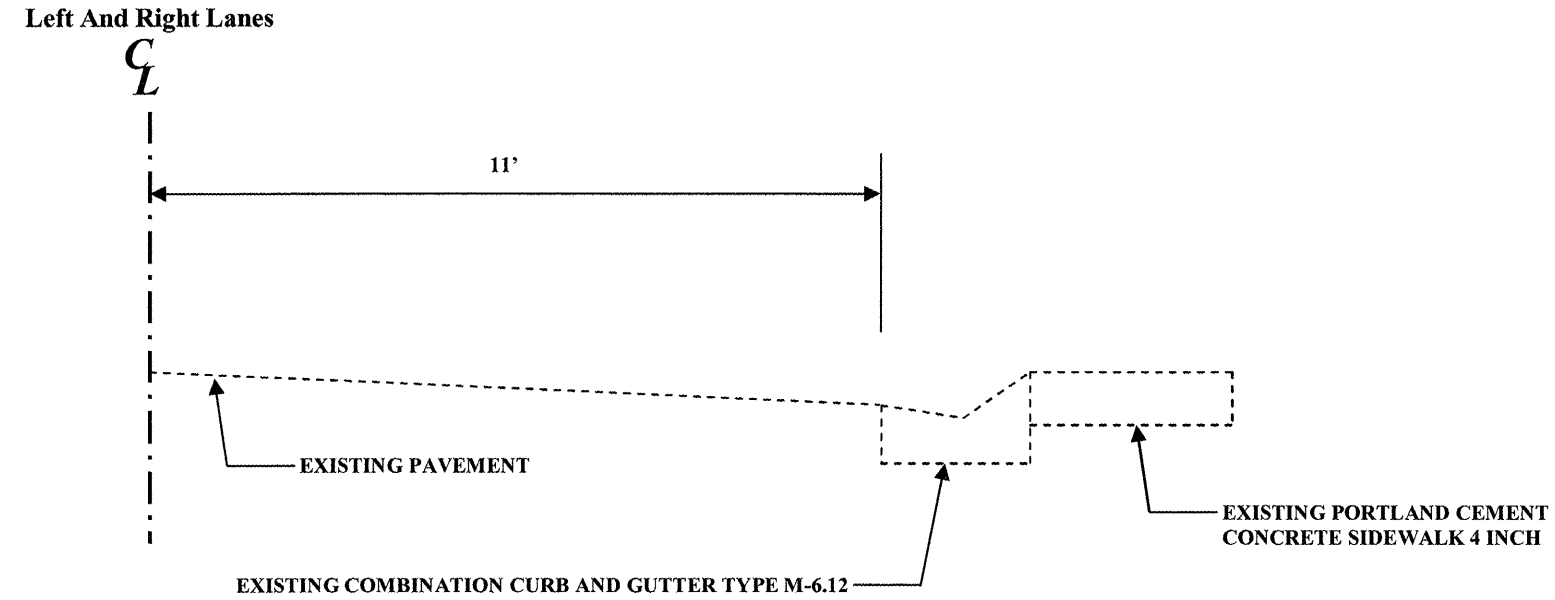 Left And Right Lanes
CL
11’
EXISTING PAVEMENT
EXISTING PORTLAND CEMENT
CONCRETE SIDEWALK 4 INCH
EXISTING COMBINATION CURB AND GUTTER TYPE M-6.12